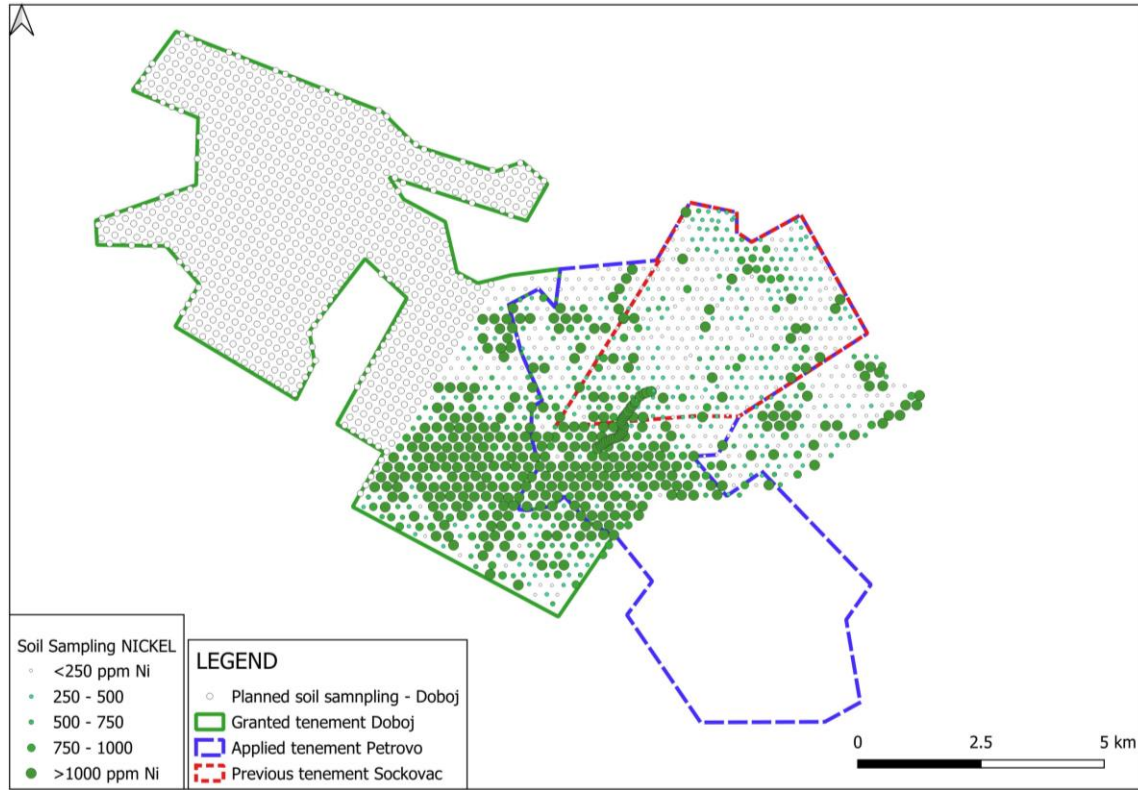 Soil Sampling NICKEL
<250 ppm Ni
250 - 500
500 - 750
750 - 1000
>1000 ppm Ni
LEGEND
Planned soil samnpling - Doboj
Granted tenement Doboj
Applied tenement Petrovo
Previous tenement Sockovac
0 2.5 5 km